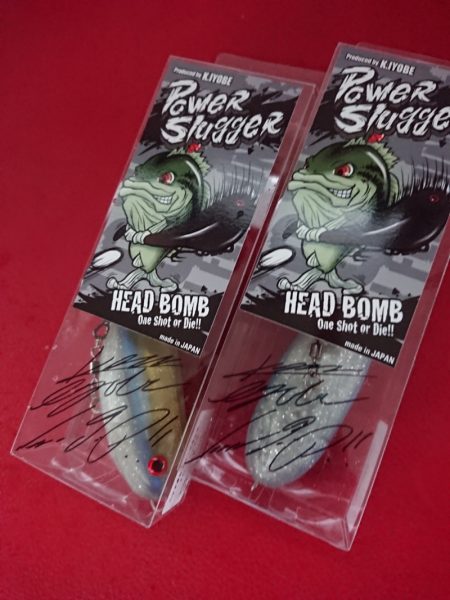 Produced by K.IYOBE
Power
Slugger
HEAD BOMB
One Shot or Die!!
made in JAPAN
Produced by K.IYOBE
Power
Slugger
HEAD BOMB
One Shot or Die!!
made in JAPAN